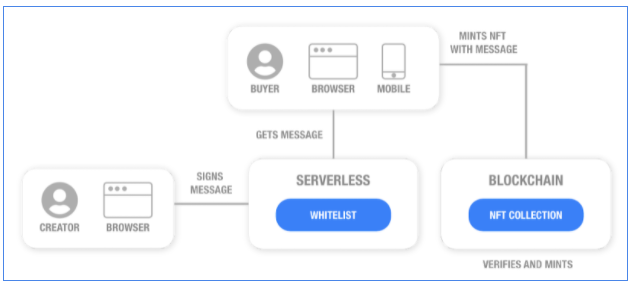 MINTS NFT
WITH MESSAGE
BUYER
BROWSER
MOBILE
GETS MESSAGE
SIGNS
MESSAGE
SERVERLESS
WHITELIST
BLOCKCHAIN
NFT COLLECTION
CREATOR
BROWSER
VERIFIES AND MINTS